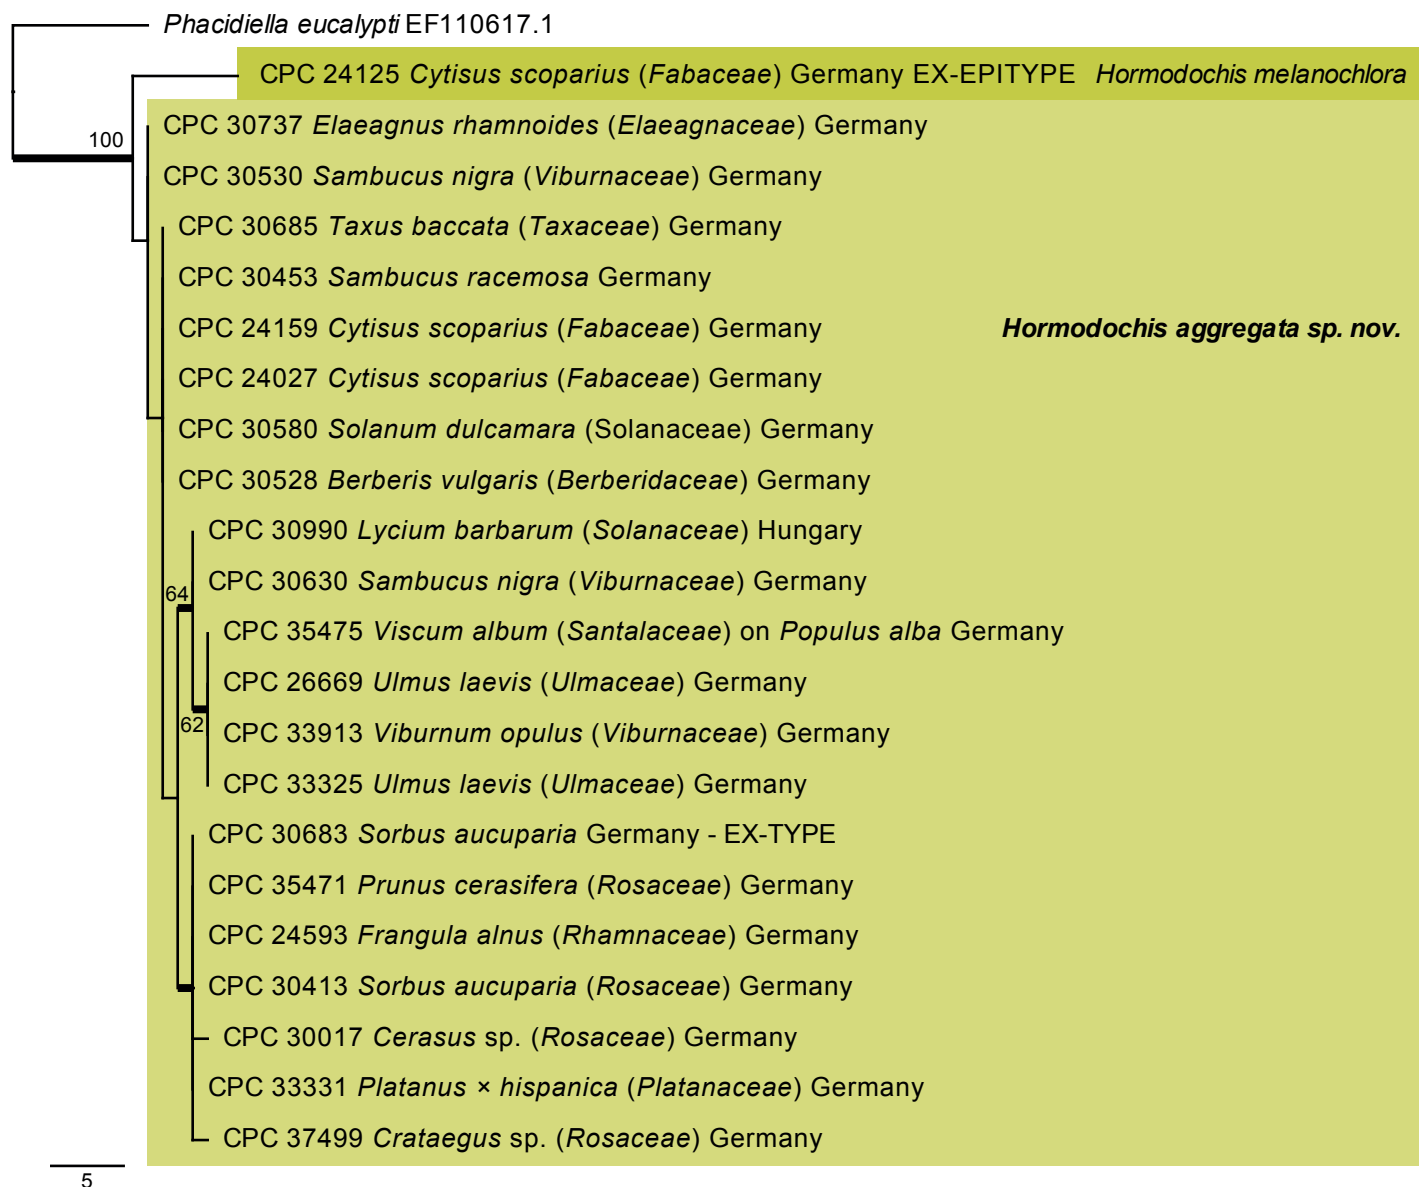 Phacidiella eucalypti EF110617.1
CPC 24125 Cytisus scoparius (Fabaceae) Germany EX-EPITYPE Hormodochis melanochlora
CPC 30737 Elaeagnus rhamnoides (Elaeagnaceae) Germany
100
CPC 30530 Sambucus nigra (Viburnaceae) Germany
CPC 30685 Taxus baccata (Taxaceae) Germany
CPC 30453 Sambucus racemosa Germany
CPC 24159 Cytisus scoparius (Fabaceae) Germany Hormodochis aggregata sp. nov.
CPC 24027 Cytisus scoparius (Fabaceae) Germany
CPC 30580 Solanum dulcamara (Solanaceae) Germany
CPC 30528 Berberis vulgaris (Berberidaceae) Germany
CPC 30990 Lycium barbarum (Solanaceae) Hungary
CPC 30630 Sambucus nigra (Viburnaceae) Germany
64
CPC 35475 Viscum album (Santalaceae) on Populus alba Germany
CPC 26669 Ulmus laevis (Ulmaceae) Germany
62
CPC 33913 Viburnum opulus (Viburnaceae) Germany
CPC 33325 Ulmus laevis (Ulmaceae) Germany
CPC 30683 Sorbus aucuparia Germany - EX-TYPE
CPC 35471 Prunus cerasifera (Rosaceae) Germany
CPC 24593 Frangula alnus (Rhamnaceae) Germany
CPC 30413 Sorbus aucuparia (Rosaceae) Germany
CPC 30017 Cerasus sp. (Rosaceae) Germany
CPC 33331 Platanus × hispanica (Platanaceae) Germany
CPC 37499 Crataegus sp. (Rosaceae) Germany
5